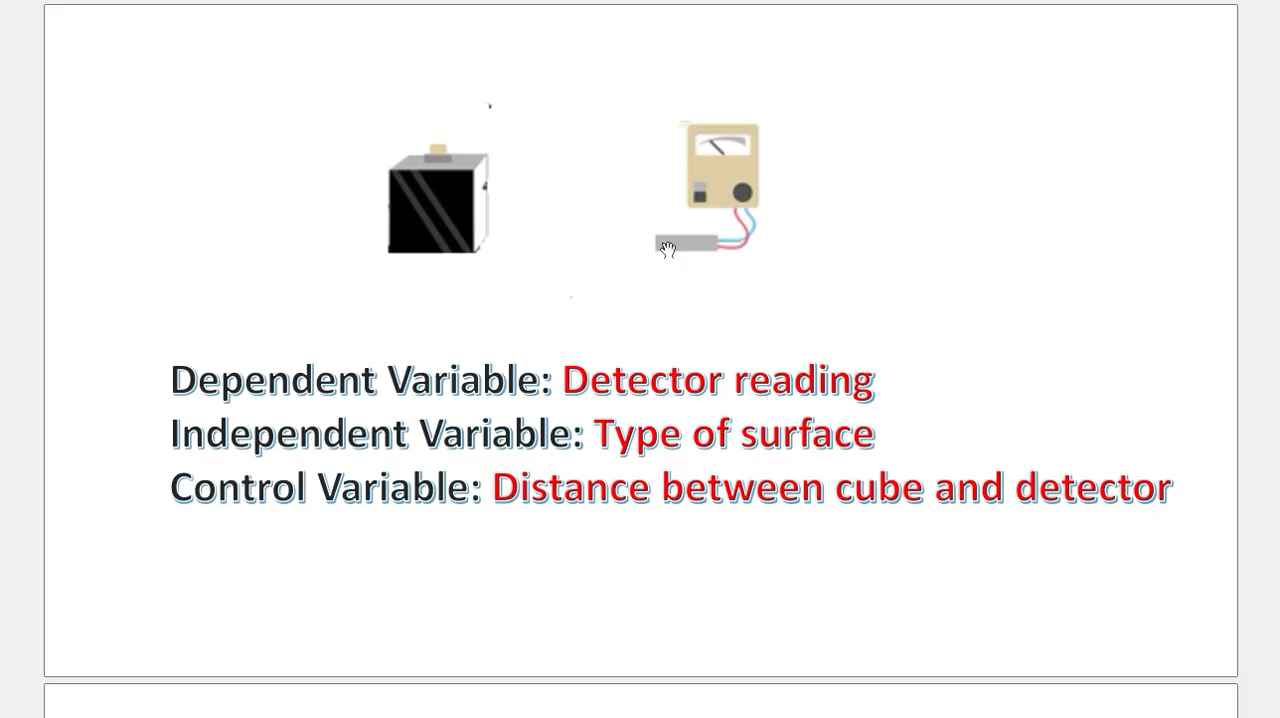 Dependent Variable: Detector reading
Independent Variable: Type of surface
Control Variable: Distance between cube and detector